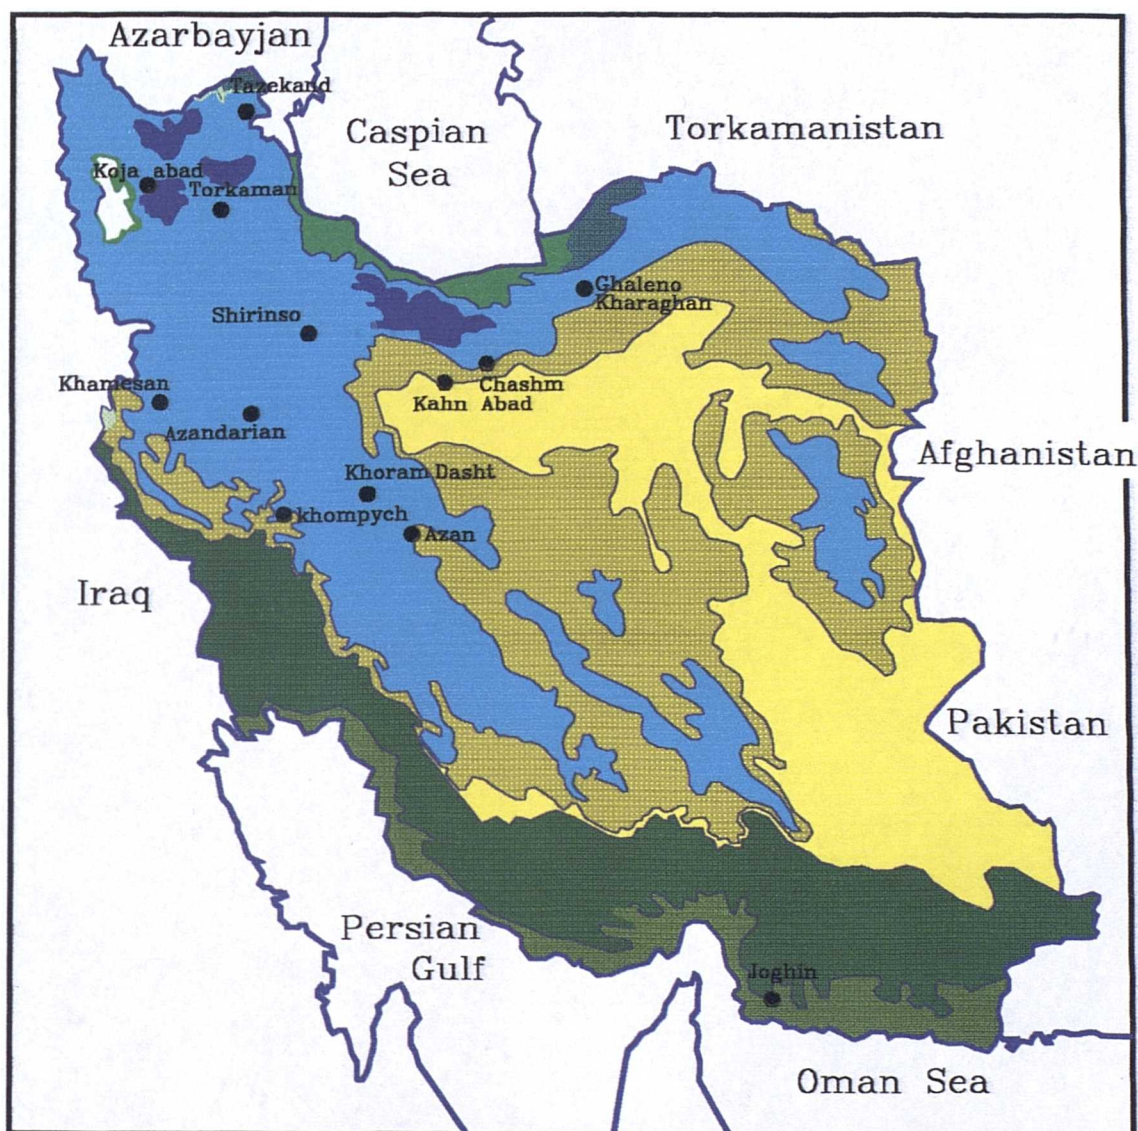 Azarbayjan
Tazekand
Caspian
Sea
Torkamanistan
Koja abad
Torkaman
Ghaleno
Kharaghan
Shirinso
Khamesan
Chashm
Kahn Abad
Azandarian
Afghanistan
Khoram Dasht
khompych
Azan
Iraq
Pakistan
Persian
Gulf
Joghin
Oman Sea